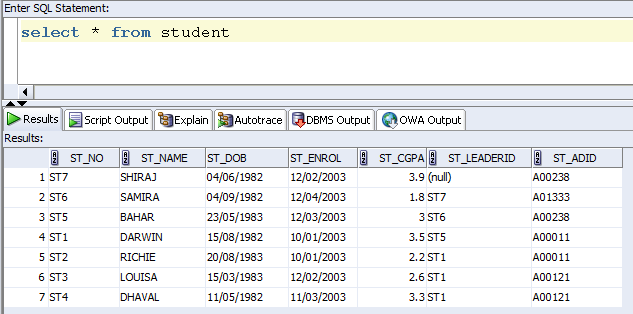 Enter SQL Statement:
select * from student
Results Script Output Explain Autotrace DBMS Output OWA Output
Results:
ST_NO ST_NAME ST_DOB ST_ENROL ST_CGPA ST_LEADERID ST_ADID
1 ST7 SHIRAJ 04/06/1982 12/02/2003 3.9 (null) A00238
2 ST6 SAMIRA 04/09/1982 12/04/2003 1.8 ST7 A01333
3 ST5 BAHAR 23/05/1983 12/03/2003 3 ST6 A00238
4 ST1 DARWIN 15/08/1982 10/01/2003 3.5 ST5 A00011
5 ST2 RICHIE 20/08/1983 10/01/2003 2.2 ST1 A00011
6 ST3 LOUISA 15/03/1983 12/02/2003 2.6 ST1 A00121
7 ST4 DHAVAL 11/05/1982 11/03/2003 3.3 ST1 A00121